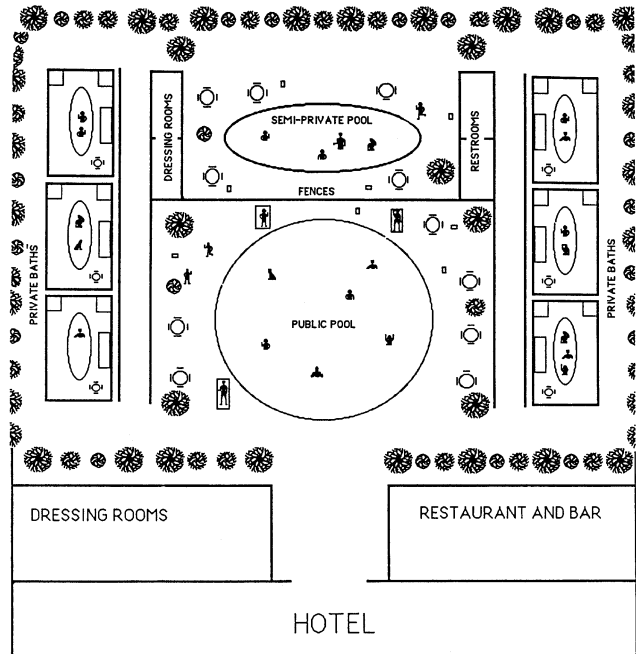 SEMI-PRIVATE POOL
DRESSING ROOMS
RESTROOMS
FENCES
PRIVATE BATHS
PRIVATE BATHS
PUBLIC POOL
DRESSING ROOMS
RESTAURANT AND BAR
HOTEL